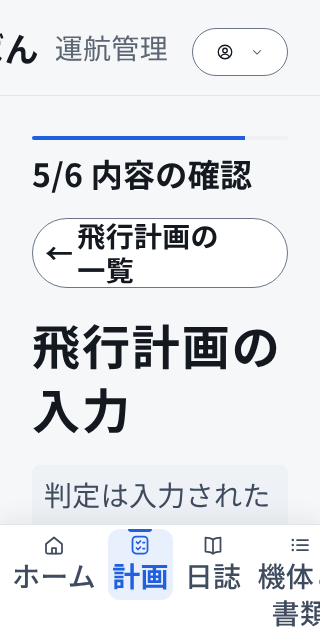 ん 運航管理
5/6 内容の確認
← 飛行計画の
一覧
飛行計画の
入力
判定は入力された
ホーム 計画 日誌 機体
書類